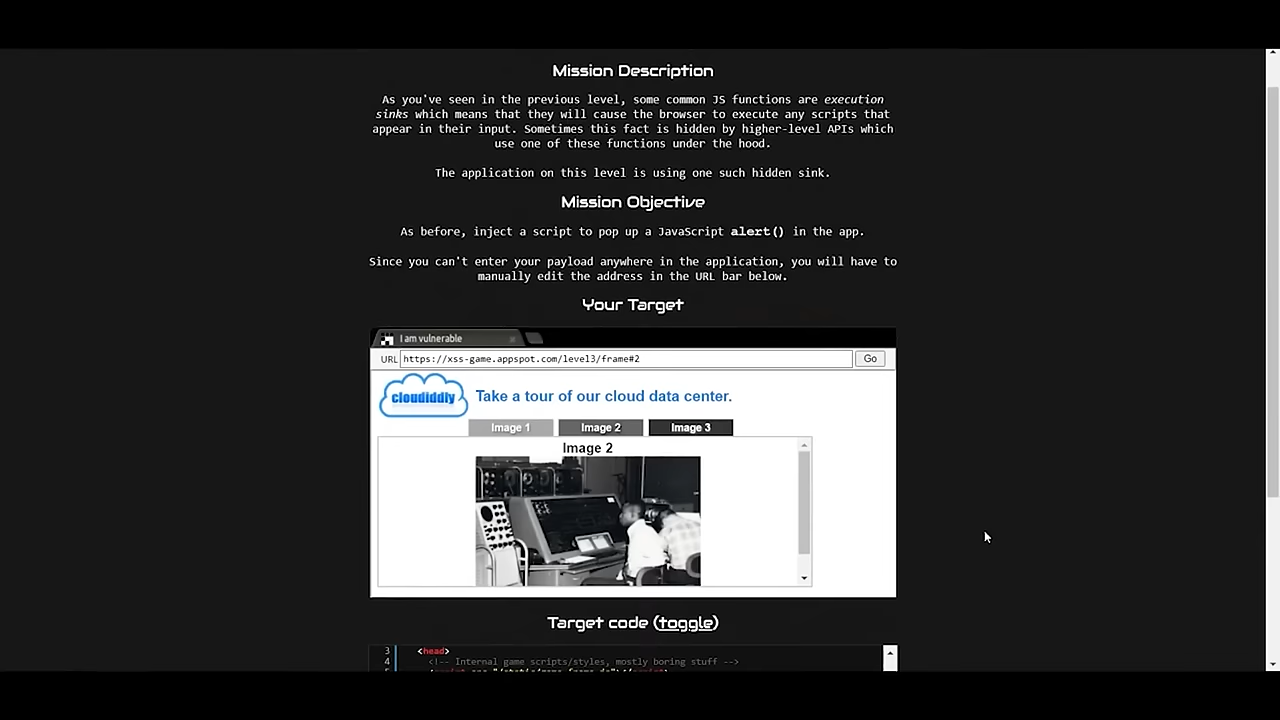 Mission Description
As you've seen in the previous level, some common JS functions are execution
sinks which means that they will cause the browser to execute any scripts that
appear in their input. Sometimes this fact is hidden by higher-level APIs which
use one of these functions under the hood.
The application on this level is using one such hidden sink.
Mission Objective
As before, inject a script to pop up a JavaScript alert() in the app.
Since you can't enter your payload anywhere in the application, you will have to
manually edit the address in the URL bar below.
Your Target
I am vulnerable
URL https://xss-game.appspot.com/level3/frame#2 Go
cloudiddly Take a tour of our cloud data center.
Image 1 Image 2 Image 3
Image 2
Target code (toggle)
3 <head>
4 <!-- Internal game scripts/styles, mostly boring stuff -->